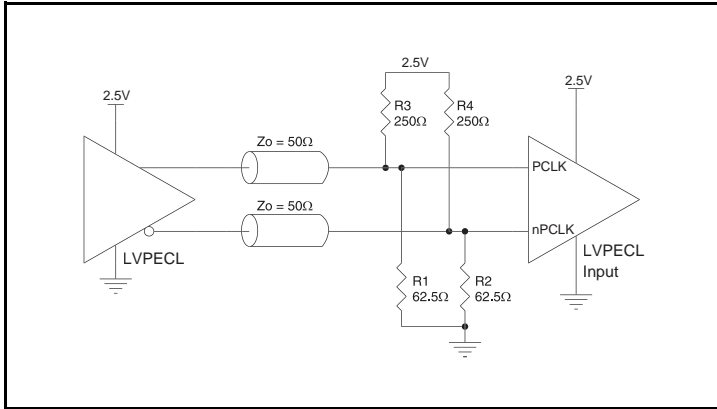 2.5V
2.5V
2.5V
R3
250Ω
R4
250Ω
Zo = 50Ω
PCLK
Zo = 50Ω
nPCLK
LVPECL
LVPECL
Input
R1
62.5Ω
R2
62.5Ω